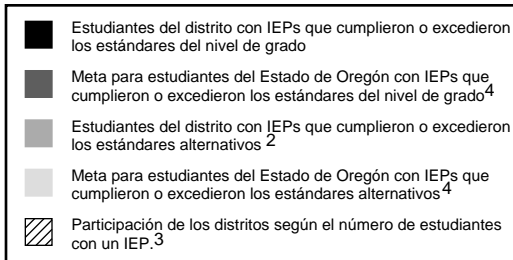 Estudiantes del distrito con IEPs que cumplieron o excedieron
los estándares del nivel de grado
Meta para estudiantes del Estado de Oregón con IEPs que
cumplieron o excedieron los estándares del nivel de grado4
Estudiantes del distrito con IEPs que cumplieron o excedieron
los estándares alternativos 2
Meta para estudiantes del Estado de Oregón con IEPs que
cumplieron o excedieron los estándares alternativos4
Participación de los distritos según el número de estudiantes
con un IEP.3